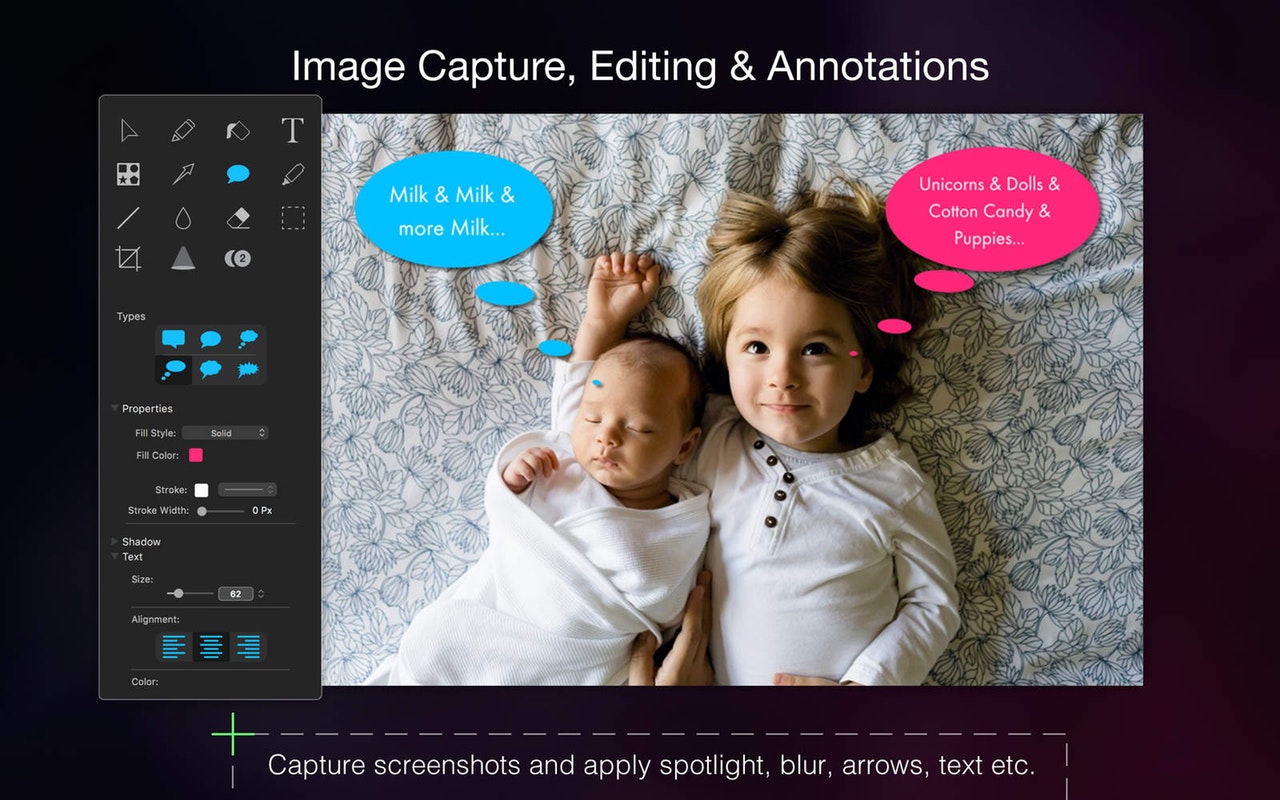 Image Capture, Editing & Annotations
T
2
Types
Properties
Fill Style: Solid
Fill Color:
Stroke:
Stroke Width: 0 Px
Shadow
Text
Size:
62
Alignment:
Color:
Milk & Milk &
more Milk...
Unicorns & Dolls &
Cotton Candy &
Puppies...
Capture screenshots and apply spotlight, blur, arrows, text etc.